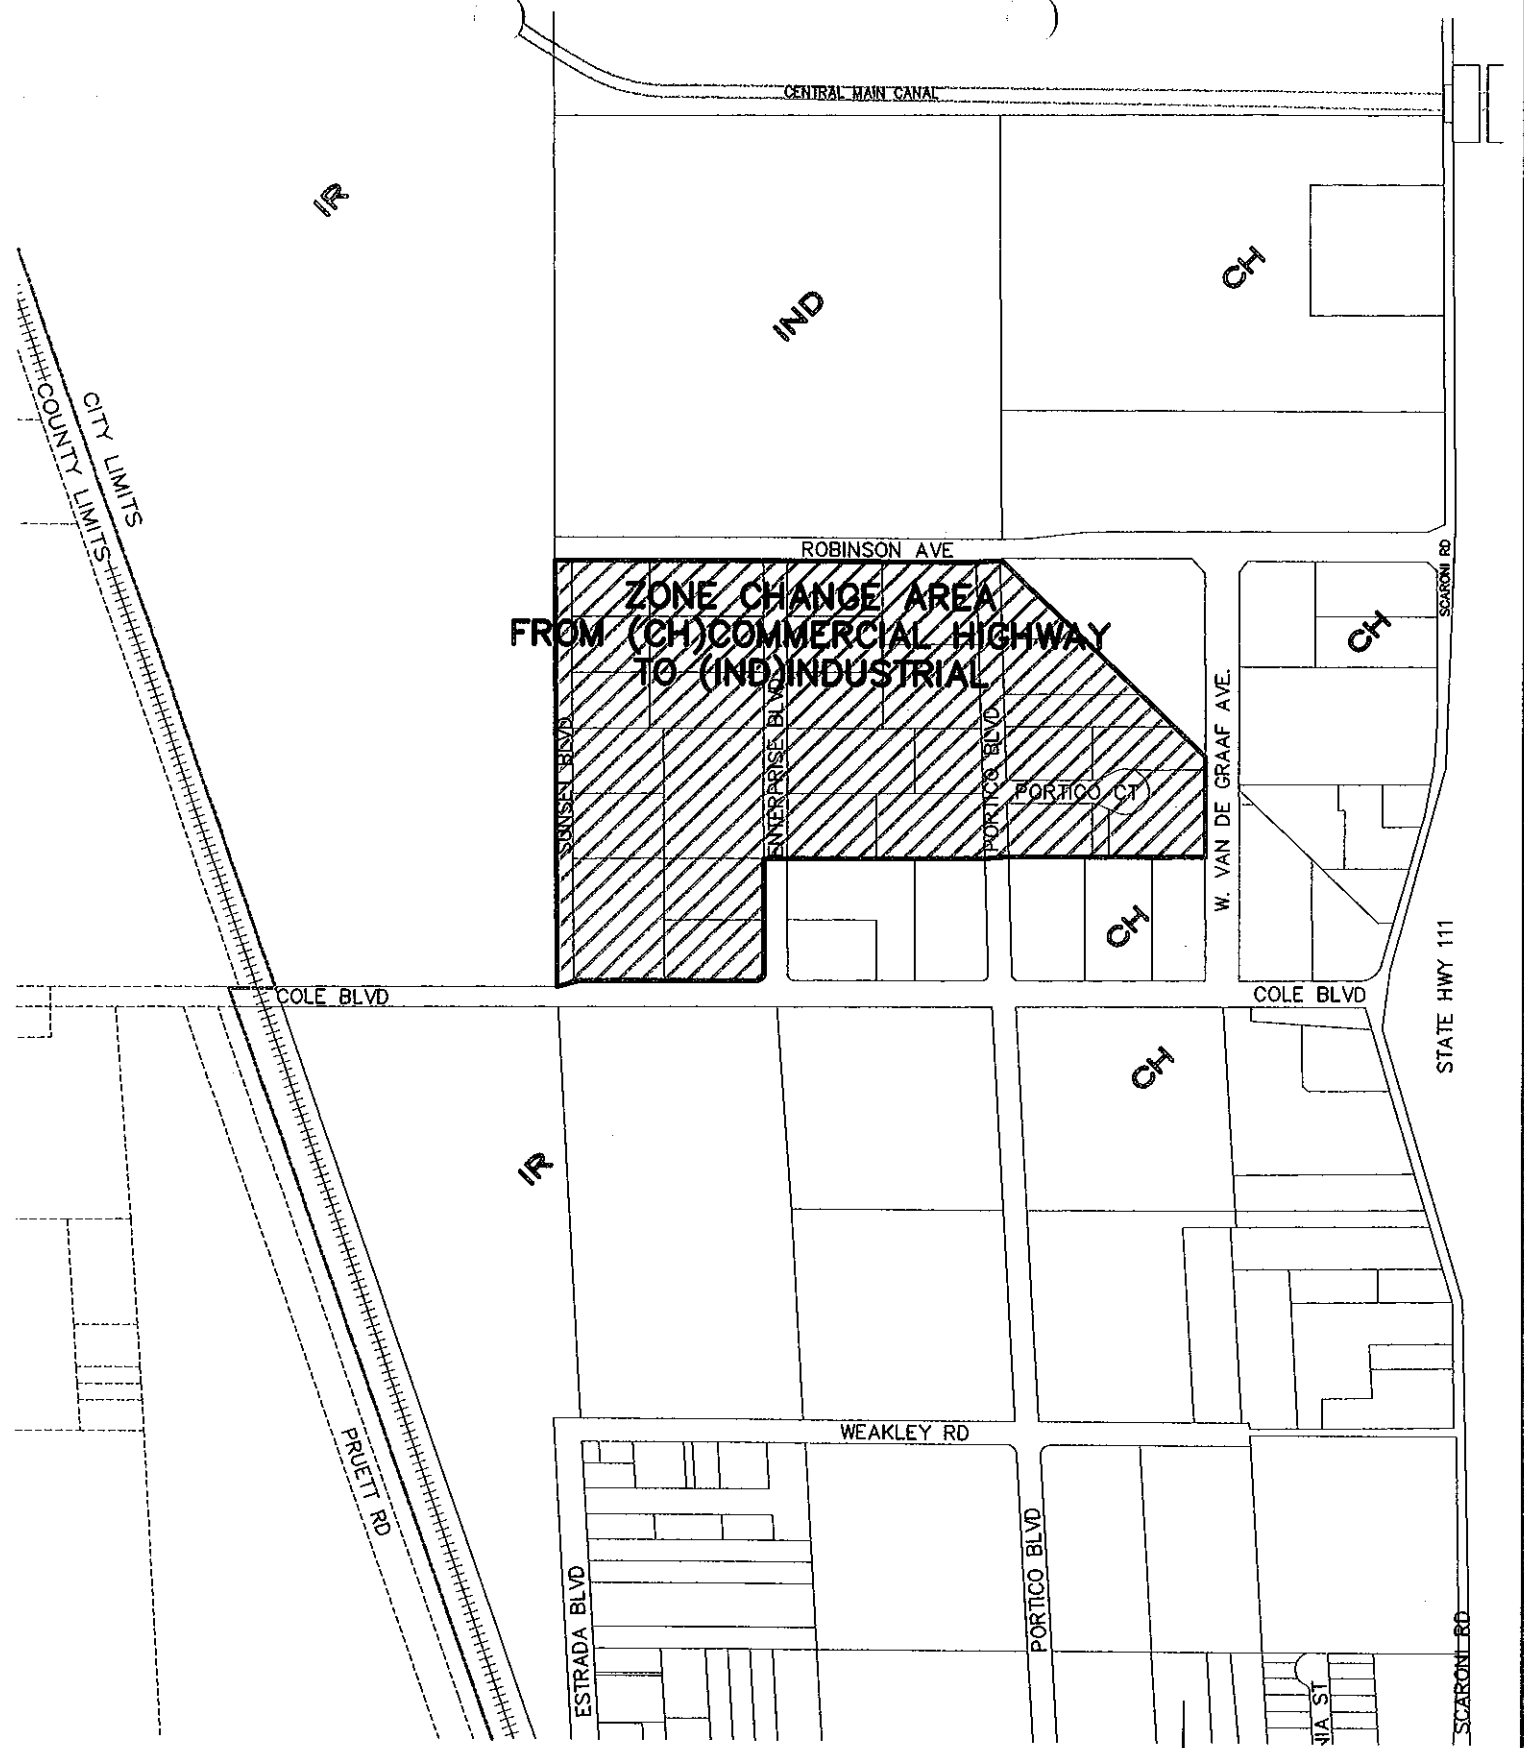 CENTRAL MAIN CANAL
IR
IND
CH
CITY LIMITS
COUNTY LIMITS
ROBINSON AVE
SCARONI RD
ZONE CHANGE AREA
FROM (CH)COMMERCIAL HIGHWAY
TO (IND)INDUSTRIAL
CH
SUNSET BLVD
ENTERPRISE BLVD
PORTICO BLVD
PORTICO CT
W. VAN DE GRAAF AVE.
CH
STATE HWY 111
COLE BLVD
COLE BLVD
CH
IR
WEAKLEY RD
PRUETT RD
ESTRADA BLVD
PORTICO BLVD
SCARONI RD
ST